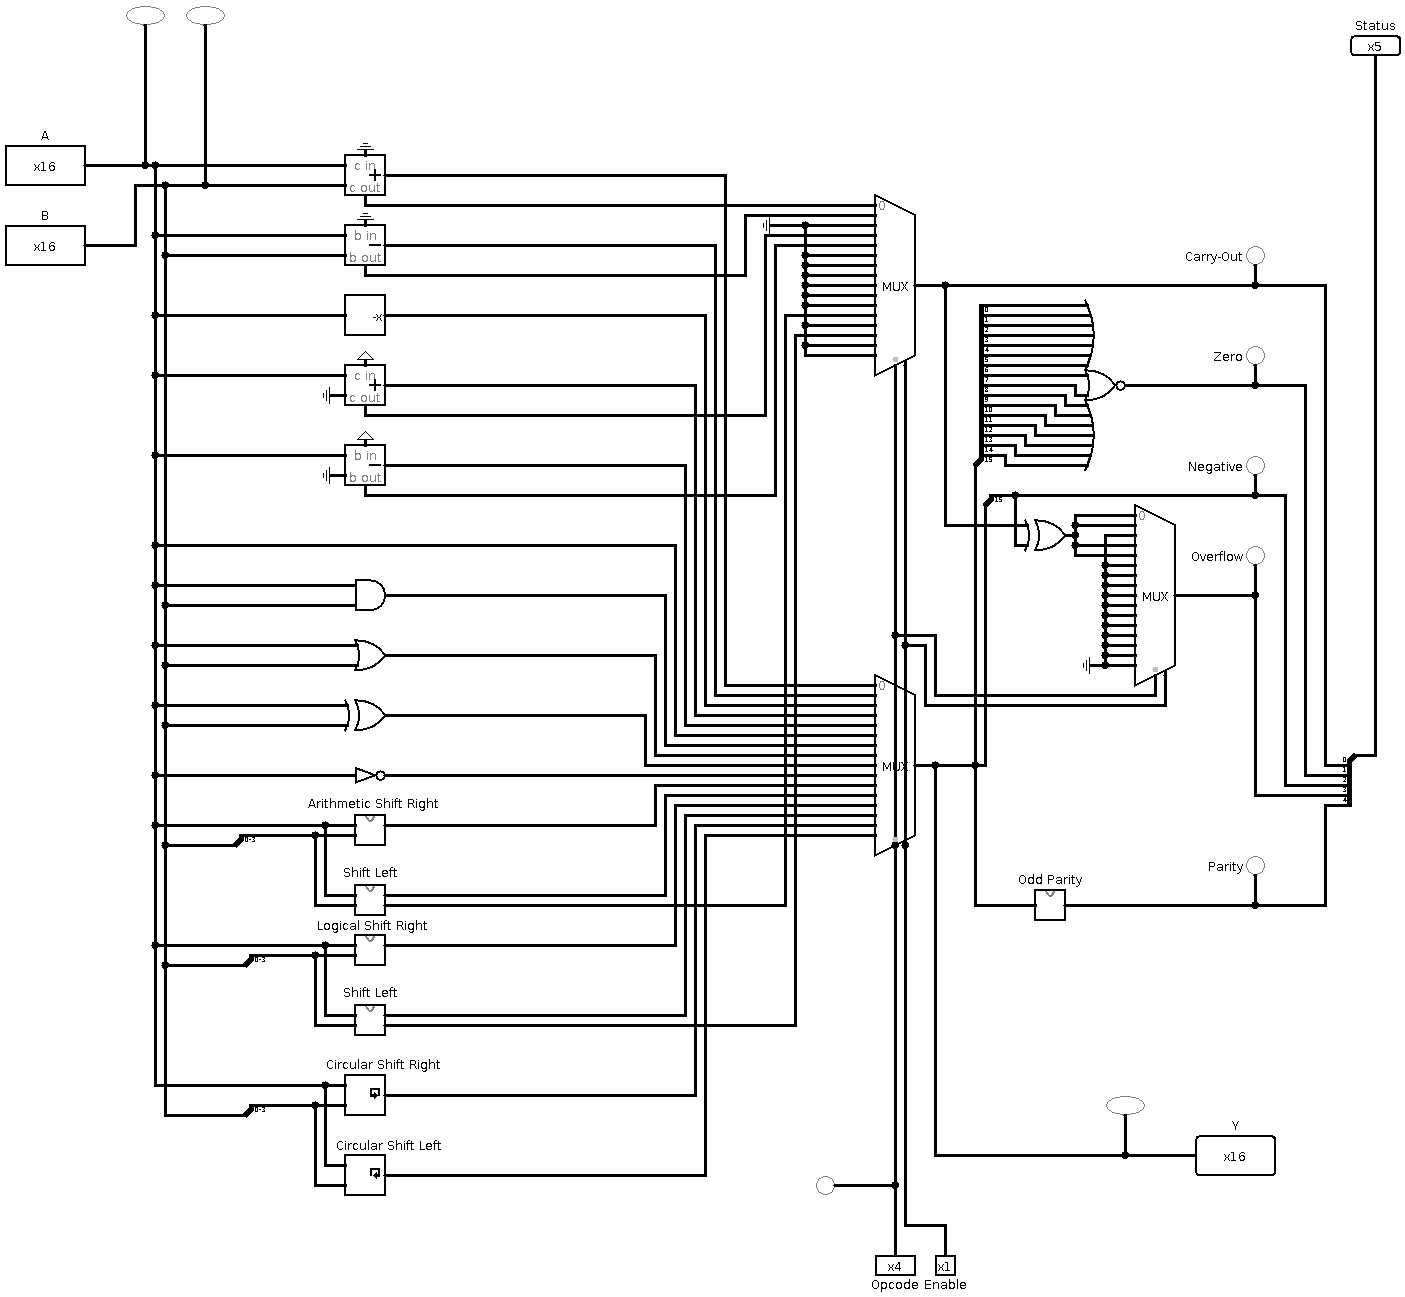 Status
x5
A
x16
B
x16
c in
+
c out
b in
−
b out
-x
c in
+
c out
b in
−
b out
0
MUX
Carry-Out
0
1
2
3
4
5
6
7
8
9
10
11
12
13
14
15
Zero
Negative
15
0
MUX
Overflow
0
MUX
0
1
2
3
4
Arithmetic Shift Right
0-3
Shift Left
Logical Shift Right
0-3
Shift Left
Circular Shift Right
0-3
Circular Shift Left
Odd Parity
Parity
Y
x16
x4
x1
Opcode Enable